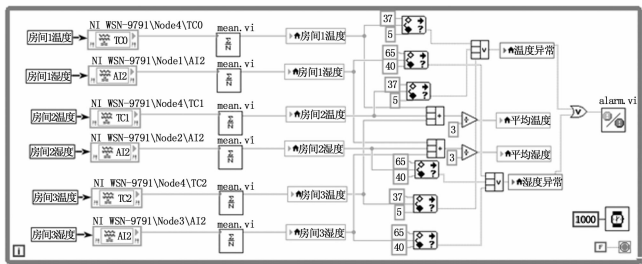 NI WSN-9791\Node4\TC0
mean.vi
房间1温度
TC0
MEAN
房间1温度
37
5
温度异常
NI WSN-9791\Node1\AI2
mean.vi
房间1湿度
AI2
MEAN
房间1湿度
65
40
NI WSN-9791\Node4\TC1
mean.vi
房间2温度
TC1
MEAN
房间2温度
37
5
3
平均温度
alarm.vi
NI WSN-9791\Node2\AI2
mean.vi
房间2湿度
AI2
MEAN
房间2湿度
65
40
3
平均湿度
湿度异常
NI WSN-9791\Node4\TC2
mean.vi
房间3温度
TC2
MEAN
房间3温度
37
5
NI WSN-9791\Node3\AI2
mean.vi
房间3湿度
AI2
MEAN
房间3湿度
65
40
1000
i
F